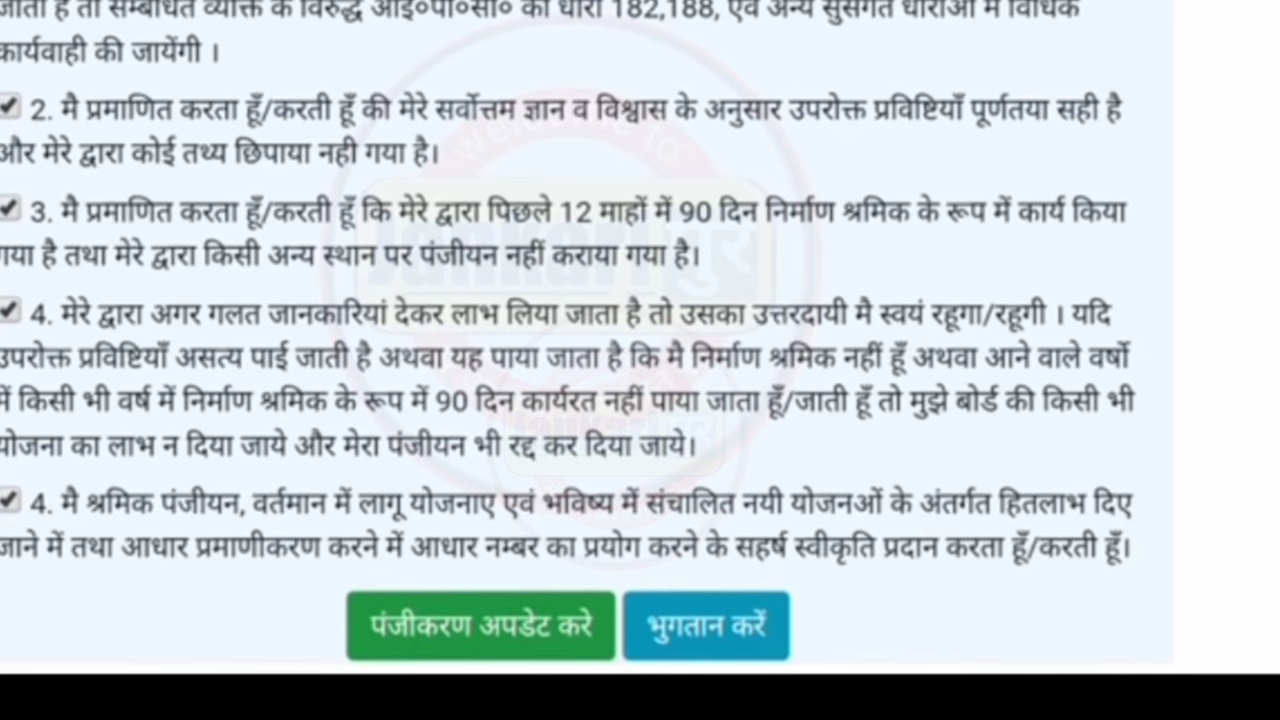 जाता है तो सम्बंधित व्यक्ति के विरुद्ध आई०पी०सी० की धारा 182,188, एवं अन्य सुसंगत धाराओं में विधिक
कार्यवाही की जायेंगी ।
2. मै प्रमाणित करता हूँ/करती हूँ की मेरे सर्वोत्तम ज्ञान व विश्वास के अनुसार उपरोक्त प्रविष्टियाँ पूर्णतया सही है
और मेरे द्वारा कोई तथ्य छिपाया नही गया है।
3. मै प्रमाणित करता हूँ/करती हूँ कि मेरे द्वारा पिछले 12 माहों में 90 दिन निर्माण श्रमिक के रूप में कार्य किया
गया है तथा मेरे द्वारा किसी अन्य स्थान पर पंजीयन नहीं कराया गया है।
4. मेरे द्वारा अगर गलत जानकारियां देकर लाभ लिया जाता है तो उसका उत्तरदायी मै स्वयं रहूगा/रहूगी । यदि
उपरोक्त प्रविष्टियाँ असत्य पाई जाती है अथवा यह पाया जाता है कि मै निर्माण श्रमिक नहीं हूँ अथवा आने वाले वर्षो
में किसी भी वर्ष में निर्माण श्रमिक के रूप में 90 दिन कार्यरत नहीं पाया जाता हूँ/जाती हूँ तो मुझे बोर्ड की किसी भी
योजना का लाभ न दिया जाये और मेरा पंजीयन भी रद्द कर दिया जाये।
4. मै श्रमिक पंजीयन, वर्तमान में लागू योजनाए एवं भविष्य में संचालित नयी योजनओं के अंतर्गत हितलाभ दिए
जाने में तथा आधार प्रमाणीकरण करने में आधार नम्बर का प्रयोग करने के सहर्ष स्वीकृति प्रदान करता हूँ/करती हूँ।
पंजीकरण अपडेट करे
भुगतान करें
welcome to
Jankari पुर